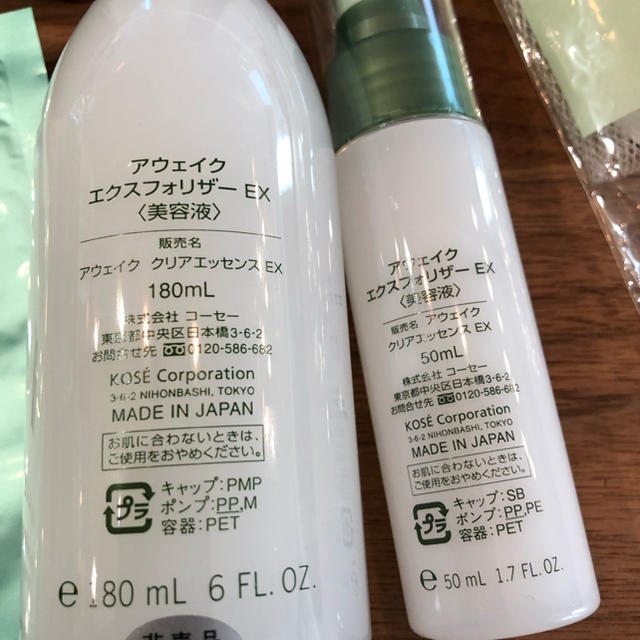 アウェイク
エクスフォリザー EX
〈美容液〉
販売名
アウェイク クリアエッセンス EX
180mL
株式会社 コーセー
東京都中央区日本橋3-6-2
お問合せ先 0120-586-682
KOSÉ Corporation
3-6-2 NIHONBASHI, TOKYO
MADE IN JAPAN
お肌に合わないときは、
ご使用をおやめください。
プラ
キャップ:PMP
ポンプ:PP,M
容器:PET
e 180 mL 6 FL. OZ.
非売品
アウェイク
エクスフォリザー EX
〈美容液〉
販売名 アウェイク
クリアエッセンス EX
50mL
株式会社 コーセー
東京都中央区日本橋3-6-2
お問合せ先 0120-586-682
KOSÉ Corporation
3-6-2 NIHONBASHI, TOKYO
MADE IN JAPAN
お肌に合わないときは、
ご使用をおやめください。
プラ
キャップ:SB
ポンプ:PP,PE
容器:PET
e 50 mL 1.7 FL. OZ.